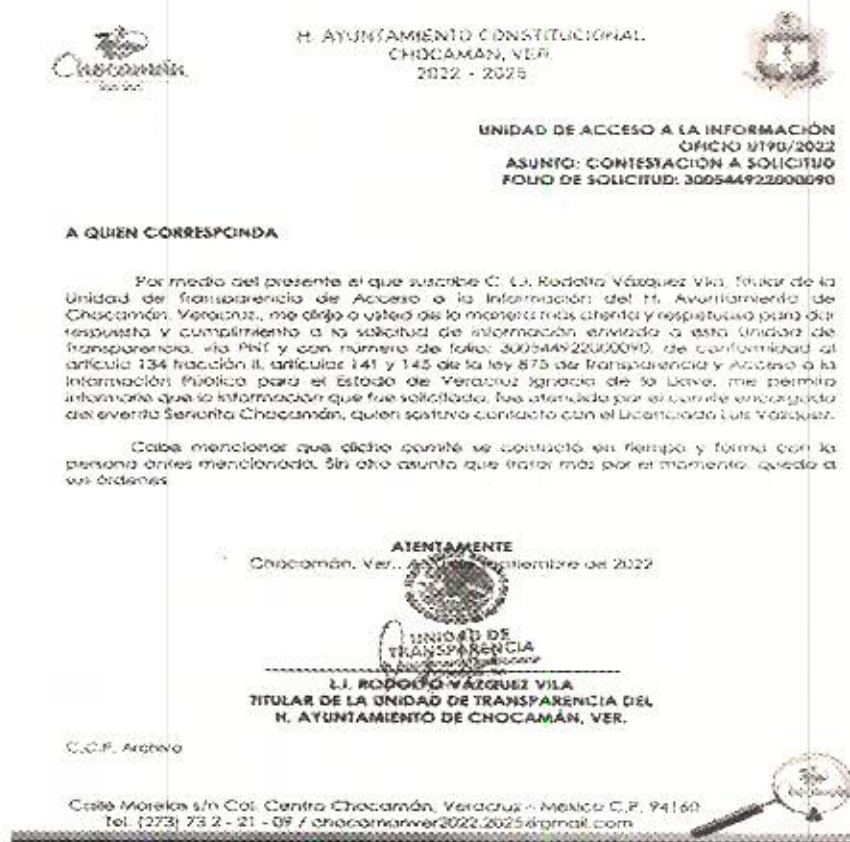 Chocamán
H. AYUNTAMIENTO CONSTITUCIONAL
CHOCAMÁN, VER.
2022 - 2025
UNIDAD DE ACCESO A LA INFORMACIÓN
OFICIO UT90/2022
ASUNTO: CONTESTACIÓN A SOLICITUD
FOLIO DE SOLICITUD: 300544922000090
A QUIEN CORRESPONDA
Por medio del presente el que suscribe C. L.I. Rodolfo Vázquez Vila, Titular de la
Unidad de Transparencia de Acceso a la Información del H. Ayuntamiento de
Chocamán, Veracruz., me dirijo a usted de la manera más atenta y respetuosa para dar
respuesta y cumplimiento a la solicitud de información enviada a esta Unidad de
Transparencia, vía PNT y con número de folio: 300544922000090, de conformidad al
artículo 134 fracción II, artículos 141 y 145 de la ley 875 de Transparencia y Acceso a la
Información Pública para el Estado de Veracruz Ignacio de la Llave, me permito
informarle que la información que fue solicitada, fue atendida por el comité encargado
del evento Señorita Chocamán, quien sostuvo contacto con el Licenciado Luis Vázquez.
Cabe mencionar que dicho comité se contactó en tiempo y forma con la
persona antes mencionada. Sin otro asunto que tratar más por el momento, quedo a
sus órdenes
ATENTAMENTE
Chocamán, Ver., septiembre de 2022
UNIDAD DE
TRANSPARENCIA
L.I. RODOLFO VÁZQUEZ VILA
TITULAR DE LA UNIDAD DE TRANSPARENCIA DEL
H. AYUNTAMIENTO DE CHOCAMÁN, VER.
C.C.P. Archivo
Calle Morelos s/n Col. Centro Chocamán, Veracruz - México C.P. 94160
Tel. (273) 73 2 - 21 - 09 / chocamanver2022.2025@gmail.com